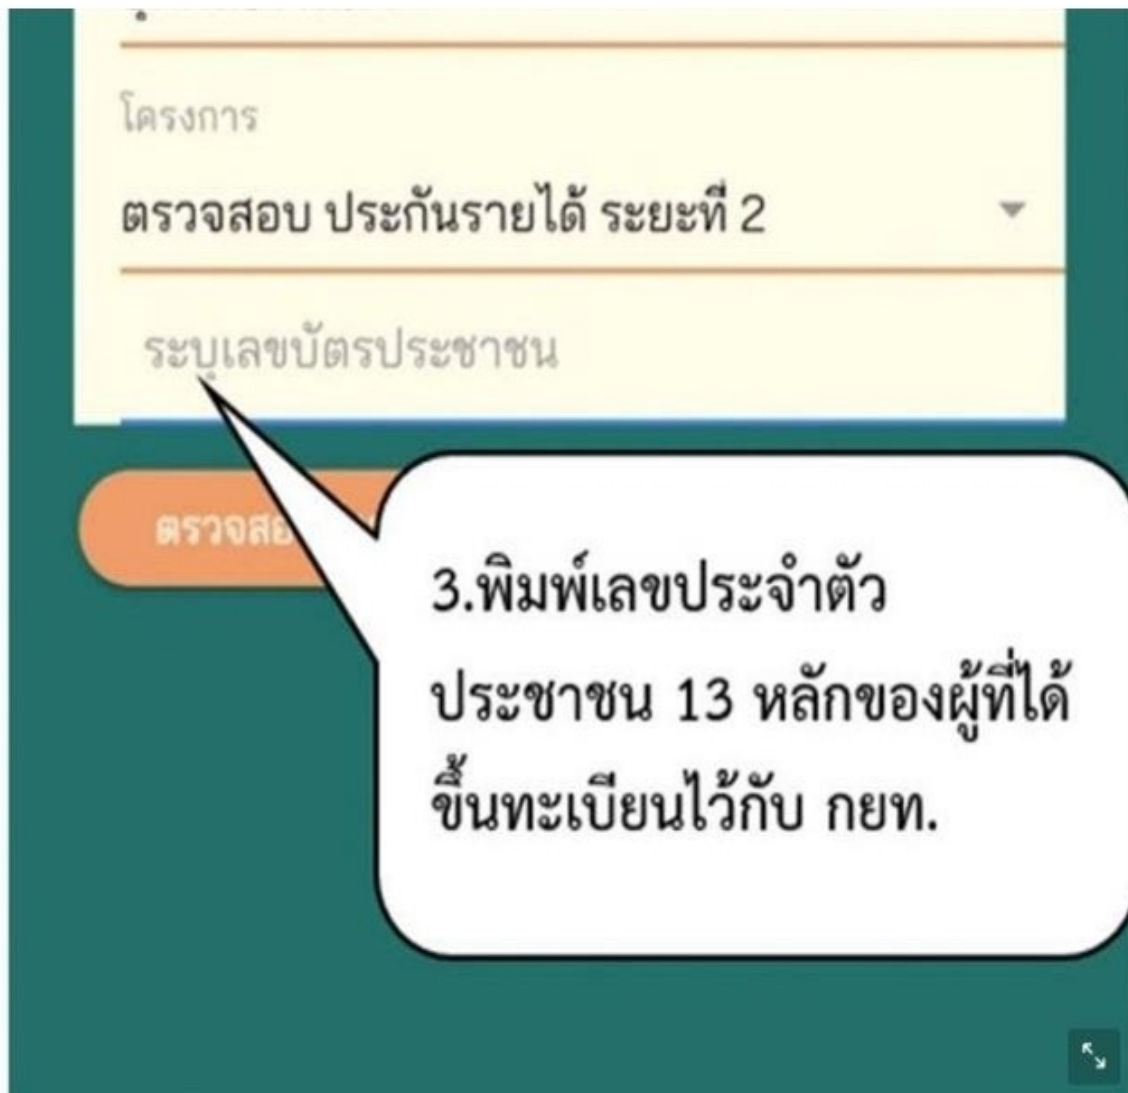 โครงการ
ตรวจสอบ ประกันรายได้ ระยะที่ 2
ระบุเลขบัตรประชาชน
3.พิมพ์เลขประจำตัว
ประชาชน 13 หลักของผู้ที่ได้
ขึ้นทะเบียนไว้กับ กยท.